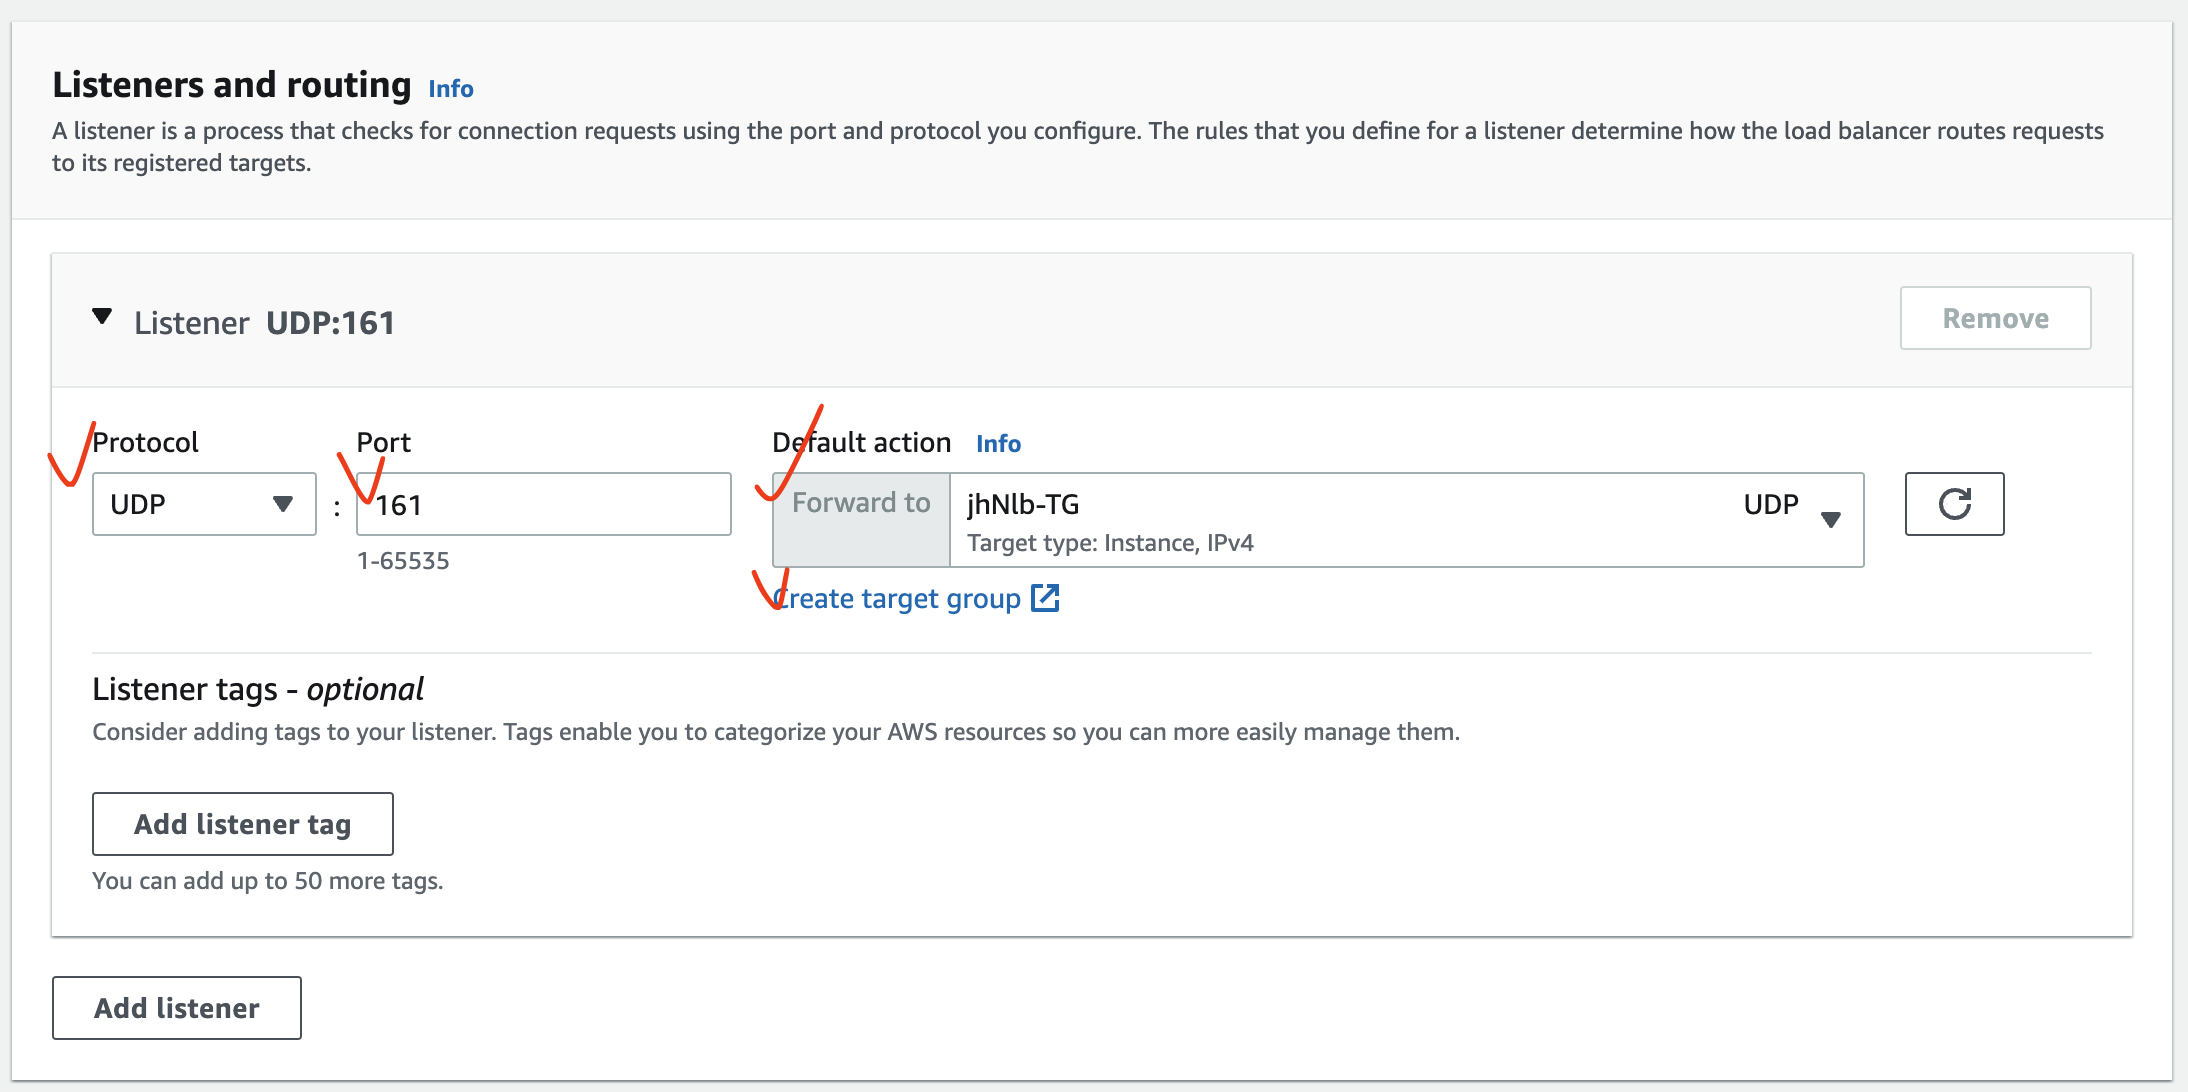 Listeners and routing Info
A listener is a process that checks for connection requests using the port and protocol you configure. The rules that you define for a listener determine how the load balancer routes requests
to its registered targets.
Listener UDP:161
Remove
Protocol
Port
Default action Info
UDP
:
161
Forward to
jhNlb-TG
UDP
Target type: Instance, IPv4
1-65535
Create target group
Listener tags - optional
Consider adding tags to your listener. Tags enable you to categorize your AWS resources so you can more easily manage them.
Add listener tag
You can add up to 50 more tags.
Add listener